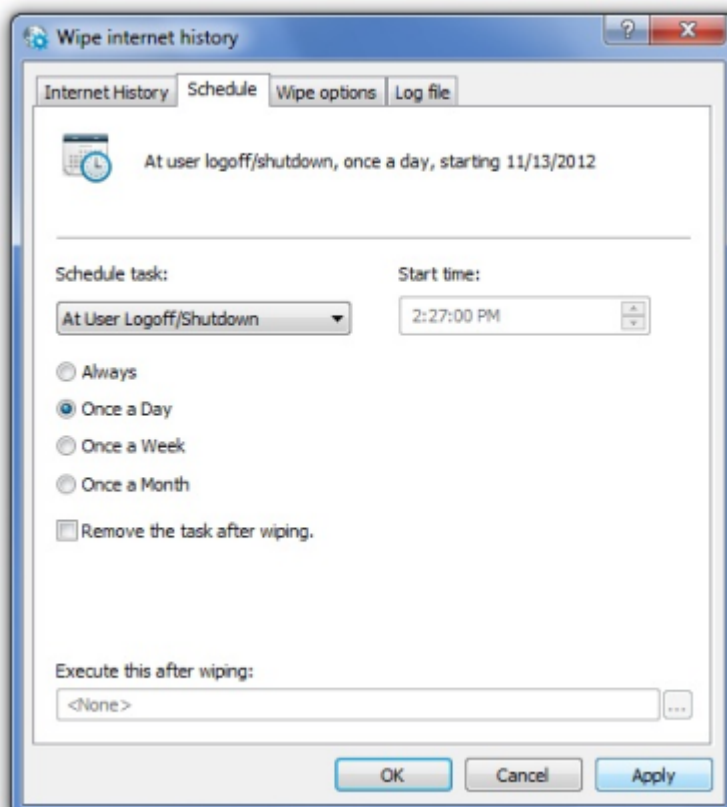 Wipe internet history
Internet History Schedule Wipe options Log file
At user logoff/shutdown, once a day, starting 11/13/2012
Schedule task: Start time:
At User Logoff/Shutdown 2:27:00 PM
Always
Once a Day
Once a Week
Once a Month
Remove the task after wiping.
Execute this after wiping:
<None> ...
OK Cancel Apply